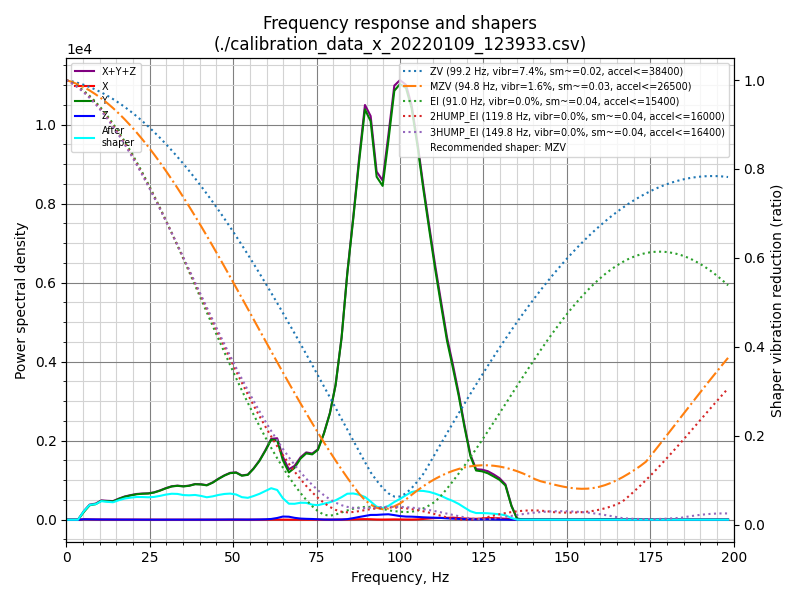 Frequency response and shapers
(./calibration_data_x_20220109_123933.csv)
1e4
X+Y+Z
X
Y
Z
After
shaper
ZV (99.2 Hz, vibr=7.4%, sm~=0.02, accel<=38400)
MZV (94.8 Hz, vibr=1.6%, sm~=0.03, accel<=26500)
EI (91.0 Hz, vibr=0.0%, sm~=0.04, accel<=15400)
2HUMP_EI (119.8 Hz, vibr=0.0%, sm~=0.04, accel<=16000)
3HUMP_EI (149.8 Hz, vibr=0.0%, sm~=0.04, accel<=16400)
Recommended shaper: MZV
Power spectral density
1.0
0.8
0.6
0.4
0.2
0.0
1.0
0.8
0.6
0.4
0.2
0.0
Shaper vibration reduction (ratio)
0 25 50 75 100 125 150 175 200
Frequency, Hz